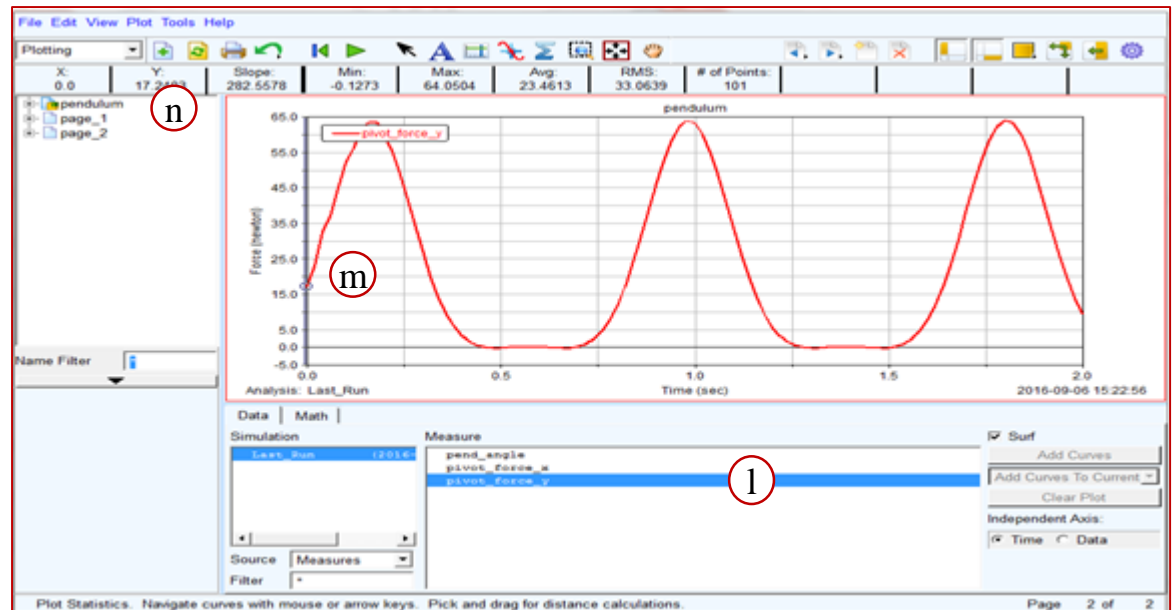 File Edit View Plot Tools Help
Plotting
X: Y: Slope: Min: Max: Avg: RMS: # of Points:
0.0 282.5578 -0.1273 64.0504 23.4613 33.0639 101
n
pendulum
page_1
page_2
Name Filter *
pendulum
pivot_force_y
65.0
55.0
45.0
35.0
25.0
15.0
5.0
0.0
-5.0
Force (newton)
m
0.0 0.5 1.0 1.5 2.0
Analysis: Last_Run Time (sec) 2016-09-06 15:22:56
Data Math
Simulation Measure Surf
Last_Run (2016-
pend_angle
pivot_force_x
pivot_force_y
l
Add Curves
Add Curves To Current
Clear Plot
Independent Axis:
Time Data
Source Measures
Filter *
Plot Statistics. Navigate curves with mouse or arrow keys. Pick and drag for distance calculations. Page 2 of 2